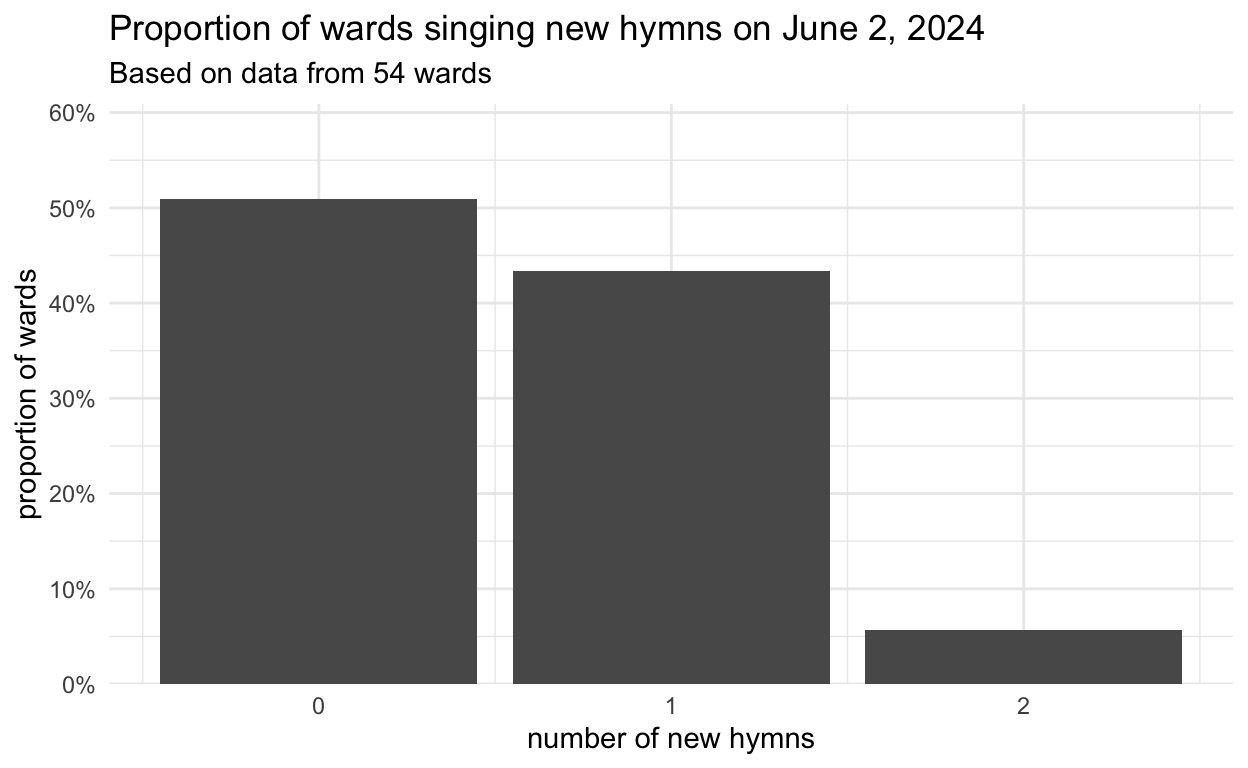 Proportion of wards singing new hymns on June 2, 2024
Based on data from 54 wards
60%
50%
40%
30%
20%
10%
0%
proportion of wards
0
1
2
number of new hymns